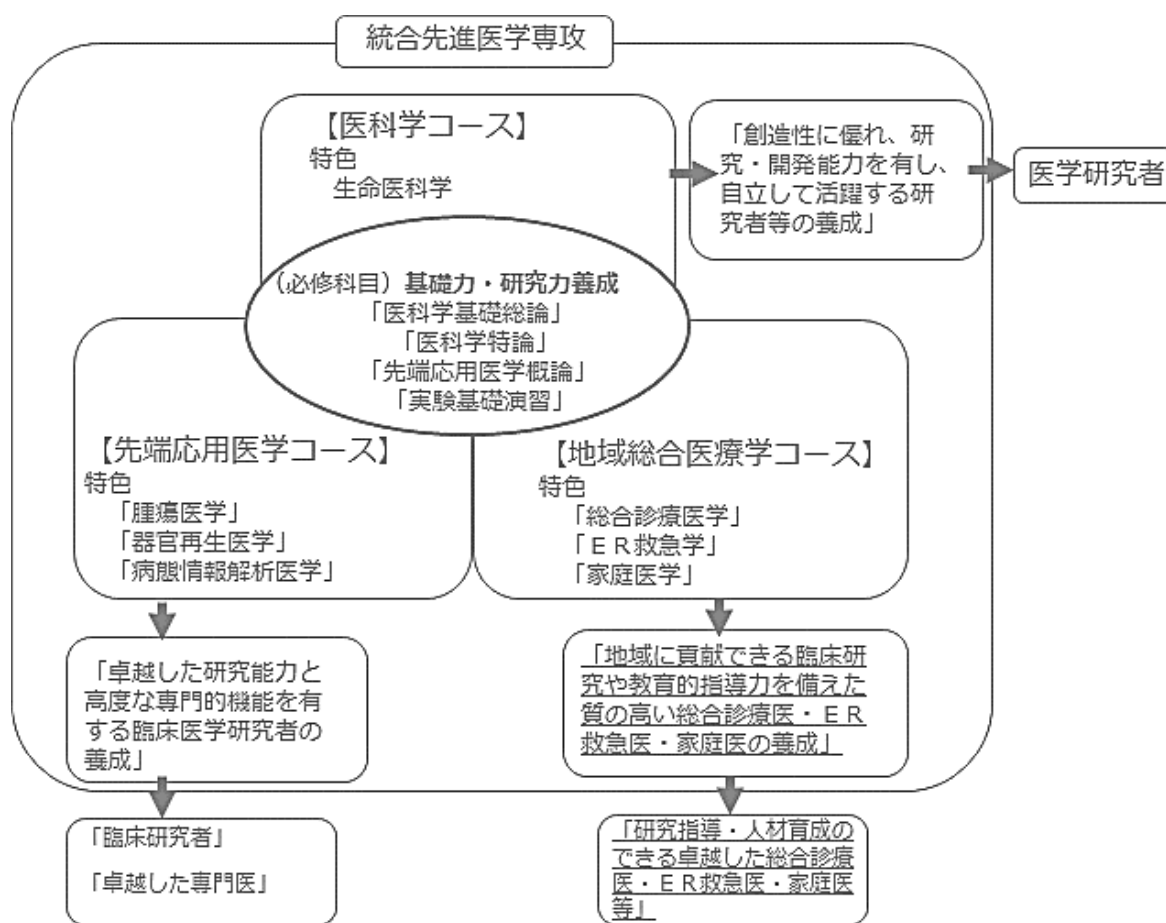 統合先進医学専攻
【医科学コース】
特色
生命医科学
「創造性に優れ、研
究・開発能力を有し、
自立して活躍する研
究者等の養成」
医学研究者
（必修科目）基礎力・研究力養成
「医科学基礎総論」
「医科学特論」
「先端応用医学概論」
「実験基礎演習」
【先端応用医学コース】
特色
「腫瘍医学」
「器官再生医学」
「病態情報解析医学」
【地域総合医療学コース】
特色
「総合診療医学」
「ＥＲ救急学」
「家庭医学」
「卓越した研究能力と
高度な専門的機能を有
する臨床医学研究者の
養成」
「地域に貢献できる臨床研
究や教育的指導力を備えた
質の高い総合診療医・ＥＲ
救急医・家庭医の養成」
「臨床研究者」
「卓越した専門医」
「研究指導・人材育成の
できる卓越した総合診療
医・ＥＲ救急医・家庭医
等」